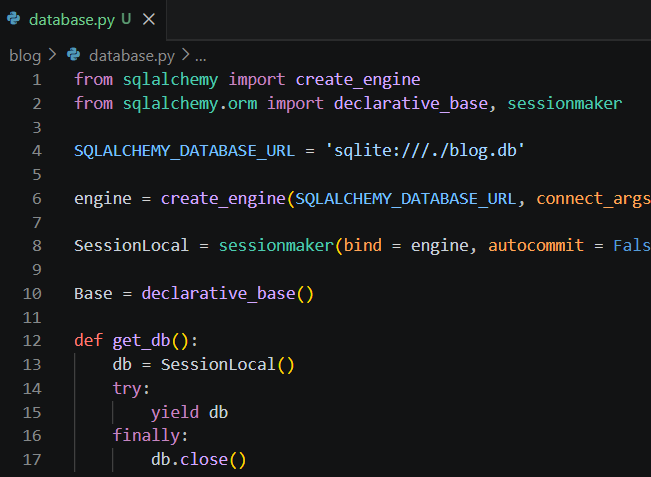 database.py U ×
blog > database.py > ...
1 from sqlalchemy import create_engine
2 from sqlalchemy.orm import declarative_base, sessionmaker
3
4 SQLALCHEMY_DATABASE_URL = 'sqlite:///./blog.db'
5
6 engine = create_engine(SQLALCHEMY_DATABASE_URL, connect_args
7
8 SessionLocal = sessionmaker(bind = engine, autocommit = Fals
9
10 Base = declarative_base()
11
12 def get_db():
13     db = SessionLocal()
14     try:
15         yield db
16     finally:
17         db.close()